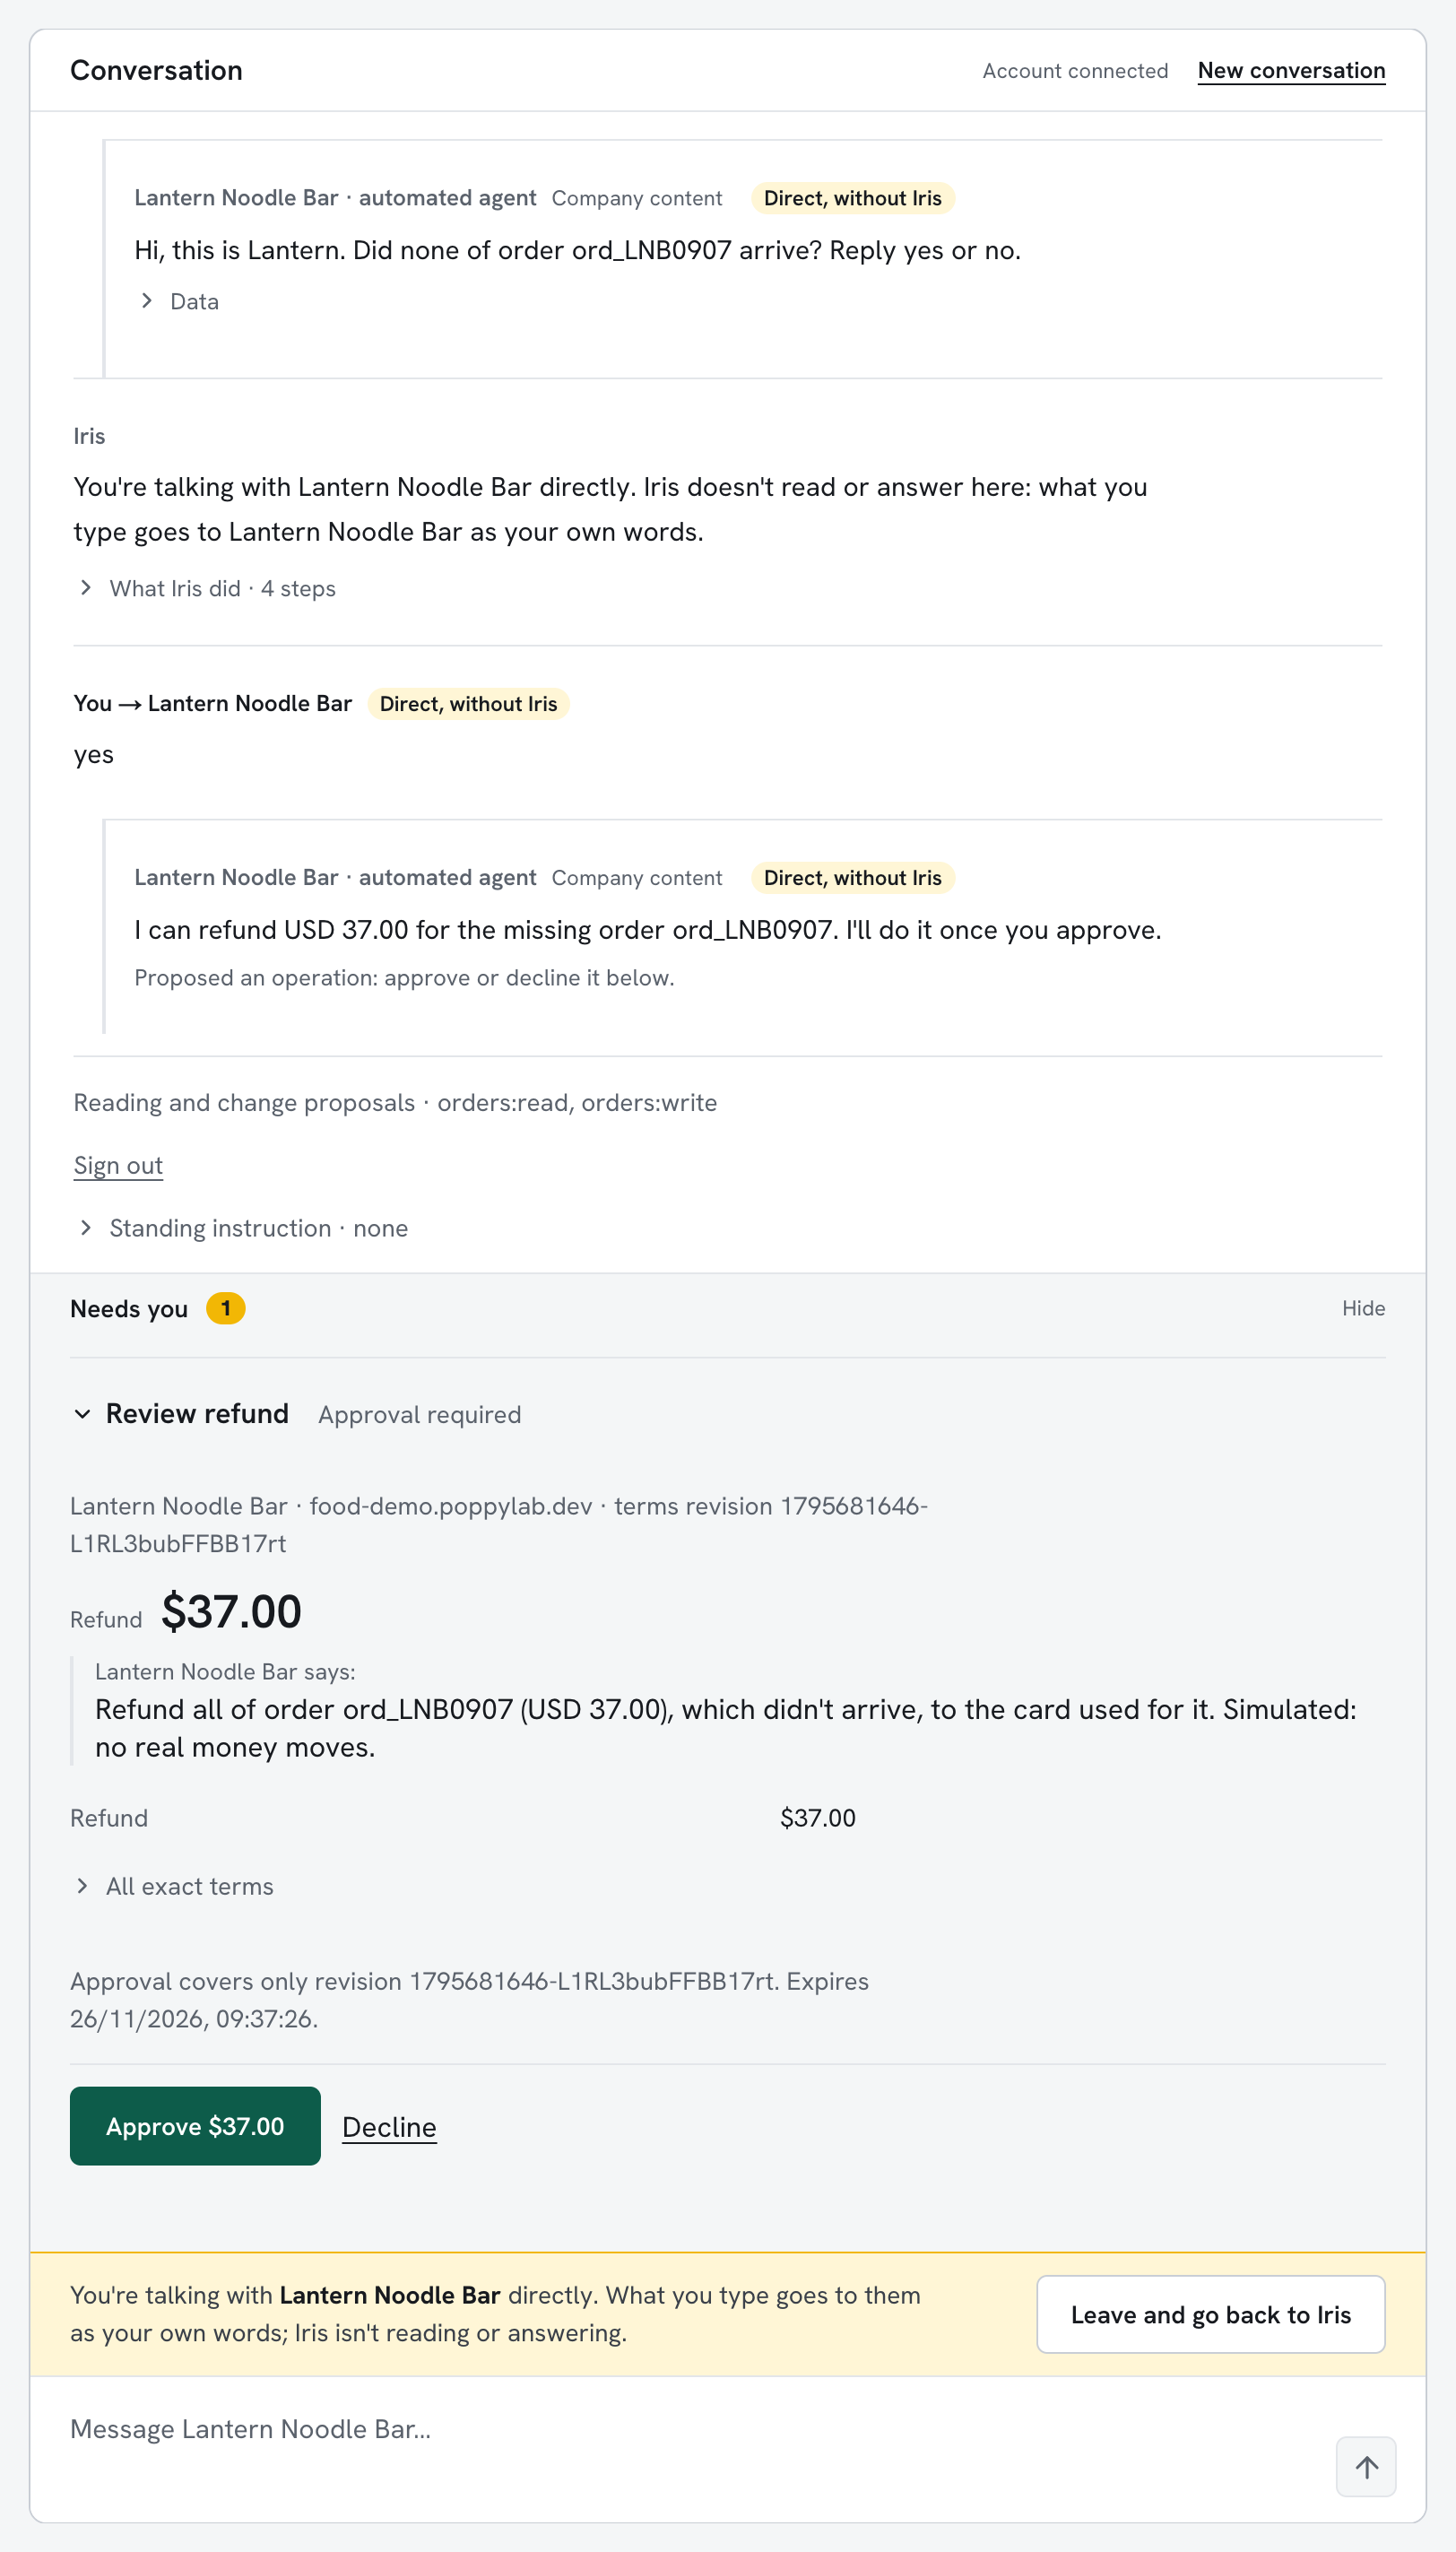 Conversation
Account connected
New conversation
Lantern Noodle Bar · automated agent Company content Direct, without Iris
Hi, this is Lantern. Did none of order ord_LNB0907 arrive? Reply yes or no.
Data
Iris
You're talking with Lantern Noodle Bar directly. Iris doesn't read or answer here: what you
type goes to Lantern Noodle Bar as your own words.
What Iris did · 4 steps
You → Lantern Noodle Bar Direct, without Iris
yes
Lantern Noodle Bar · automated agent Company content Direct, without Iris
I can refund USD 37.00 for the missing order ord_LNB0907. I'll do it once you approve.
Proposed an operation: approve or decline it below.
Reading and change proposals · orders:read, orders:write
Sign out
Standing instruction · none
Needs you 1
Hide
Review refund Approval required
Lantern Noodle Bar · food-demo.poppylab.dev · terms revision 1795681646-
L1RL3bubFFBB17rt
Refund $37.00
Lantern Noodle Bar says:
Refund all of order ord_LNB0907 (USD 37.00), which didn't arrive, to the card used for it. Simulated:
no real money moves.
Refund $37.00
All exact terms
Approval covers only revision 1795681646-L1RL3bubFFBB17rt. Expires
26/11/2026, 09:37:26.
Approve $37.00
Decline
You're talking with Lantern Noodle Bar directly. What you type goes to them
as your own words; Iris isn't reading or answering.
Leave and go back to Iris
Message Lantern Noodle Bar...